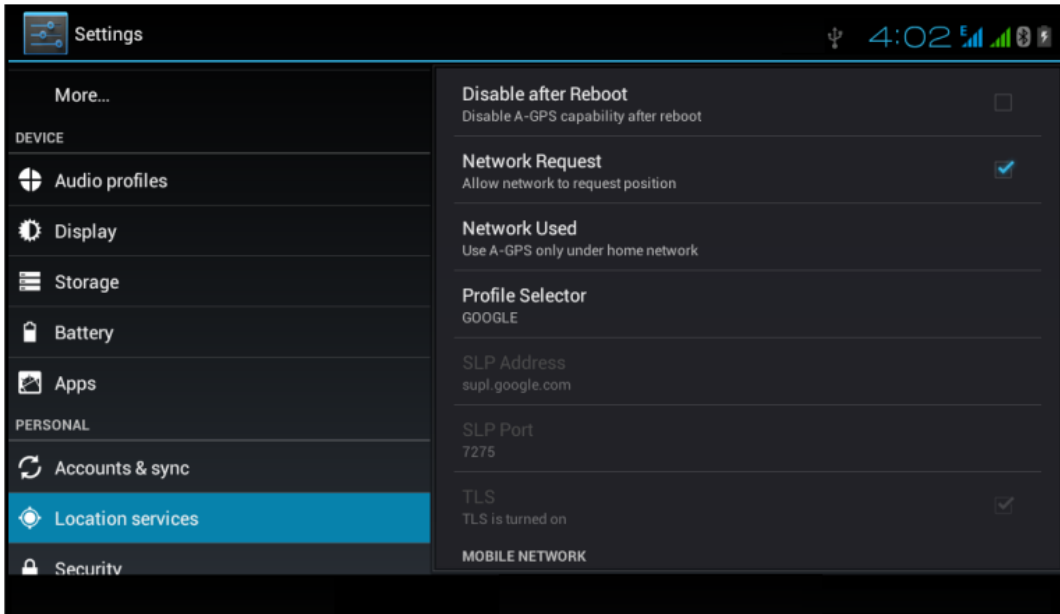 Settings
4:02
E
More...
DEVICE
Audio profiles
Display
Storage
Battery
Apps
PERSONAL
Accounts & sync
Location services
Security
Disable after Reboot
Disable A-GPS capability after reboot
Network Request
Allow network to request position
Network Used
Use A-GPS only under home network
Profile Selector
GOOGLE
SLP Address
supl.google.com
SLP Port
7275
TLS
TLS is turned on
MOBILE NETWORK